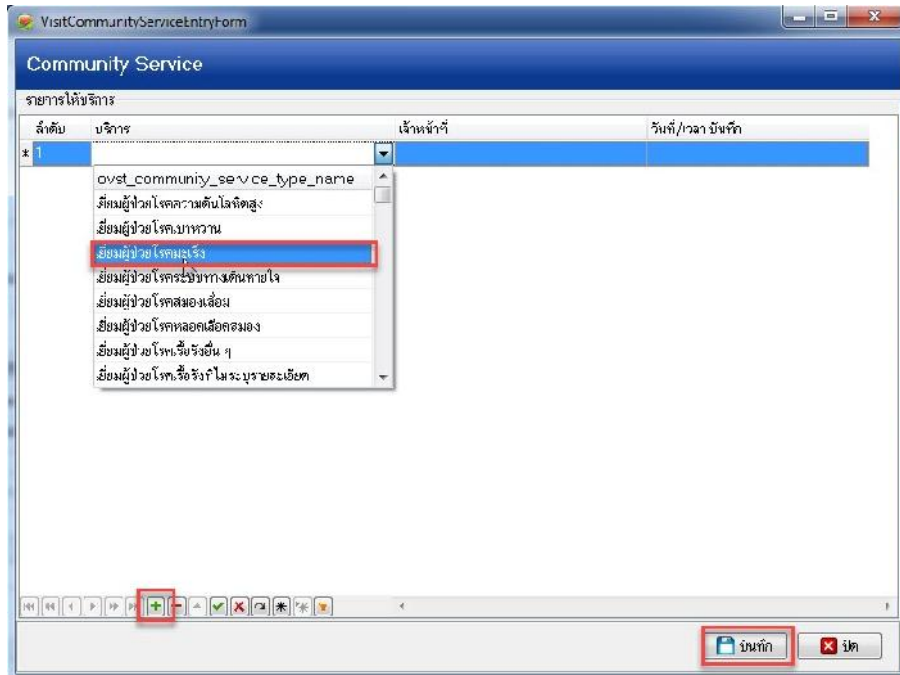 VisitCommunityServiceEntryForm
Community Service
รายการให้บริการ
ลำดับ บริการ เจ้าหน้าที่ วันที่/เวลา บันทึก
1
ovst_community_service_type_name
เยี่ยมผู้ป่วยโรคความดันโลหิตสูง
เยี่ยมผู้ป่วยโรคเบาหวาน
เยี่ยมผู้ป่วยโรคมะเร็ง
เยี่ยมผู้ป่วยโรคระบบทางเดินหายใจ
เยี่ยมผู้ป่วยโรคสมองเสื่อม
เยี่ยมผู้ป่วยโรคหลอดเลือดสมอง
เยี่ยมผู้ป่วยโรคเรื้อรังอื่น ๆ
เยี่ยมผู้ป่วยโรคเรื้อรังที่ไม่ระบุรายละเอียด
บันทึก ปิด